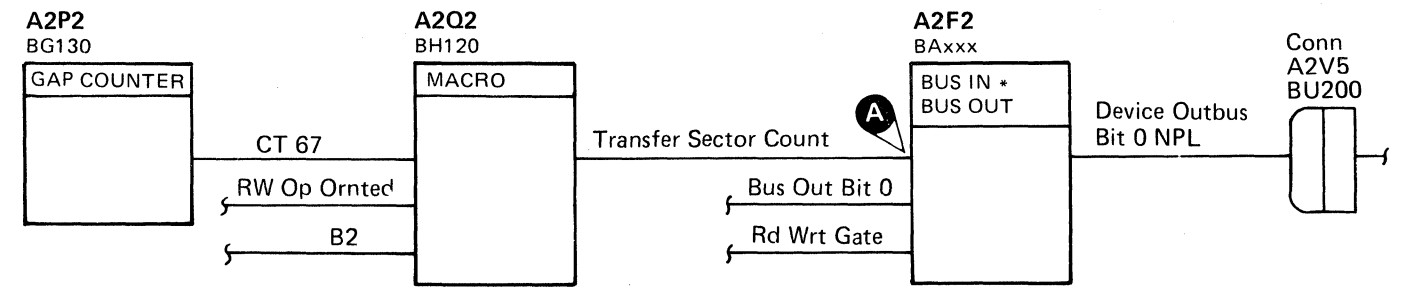 A2P2
BG130
GAP COUNTER
CT 67
RW Op Ornted
B2
A2Q2
BH120
MACRO
Transfer Sector Count
A
Bus Out Bit 0
Rd Wrt Gate
A2F2
BAxxx
BUS IN *
BUS OUT
Device Outbus
Bit 0 NPL
Conn
A2V5
BU200